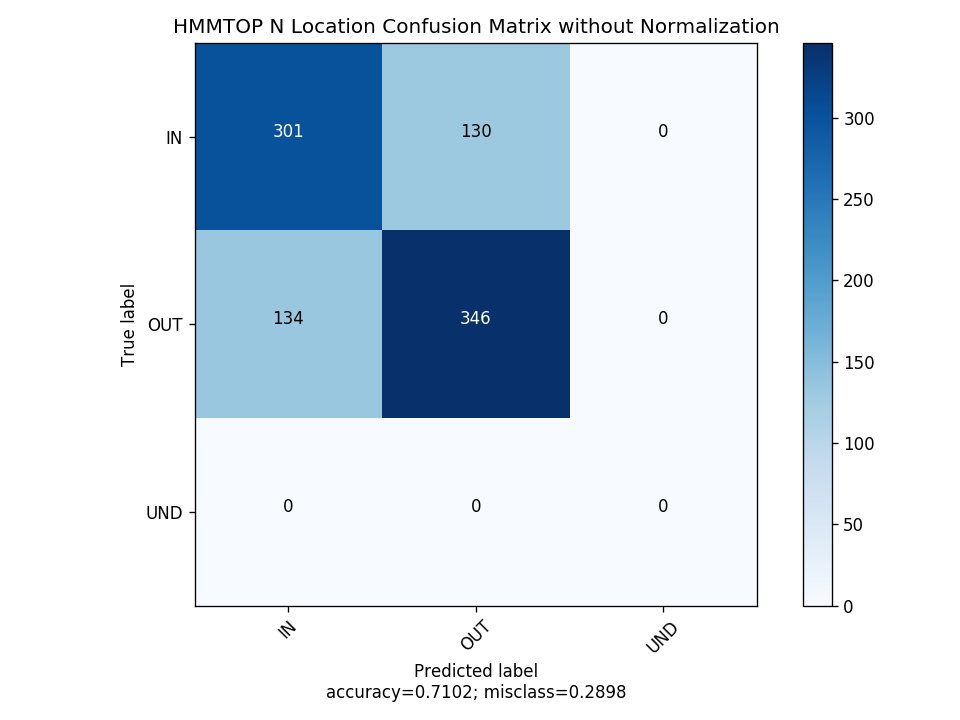 HMMTOP N Location Confusion Matrix without Normalization
IN 301 130 0
OUT 134 346 0
UND 0 0 0
True label
IN OUT UND
Predicted label
accuracy=0.7102; misclass=0.2898
300
250
200
150
100
50
0